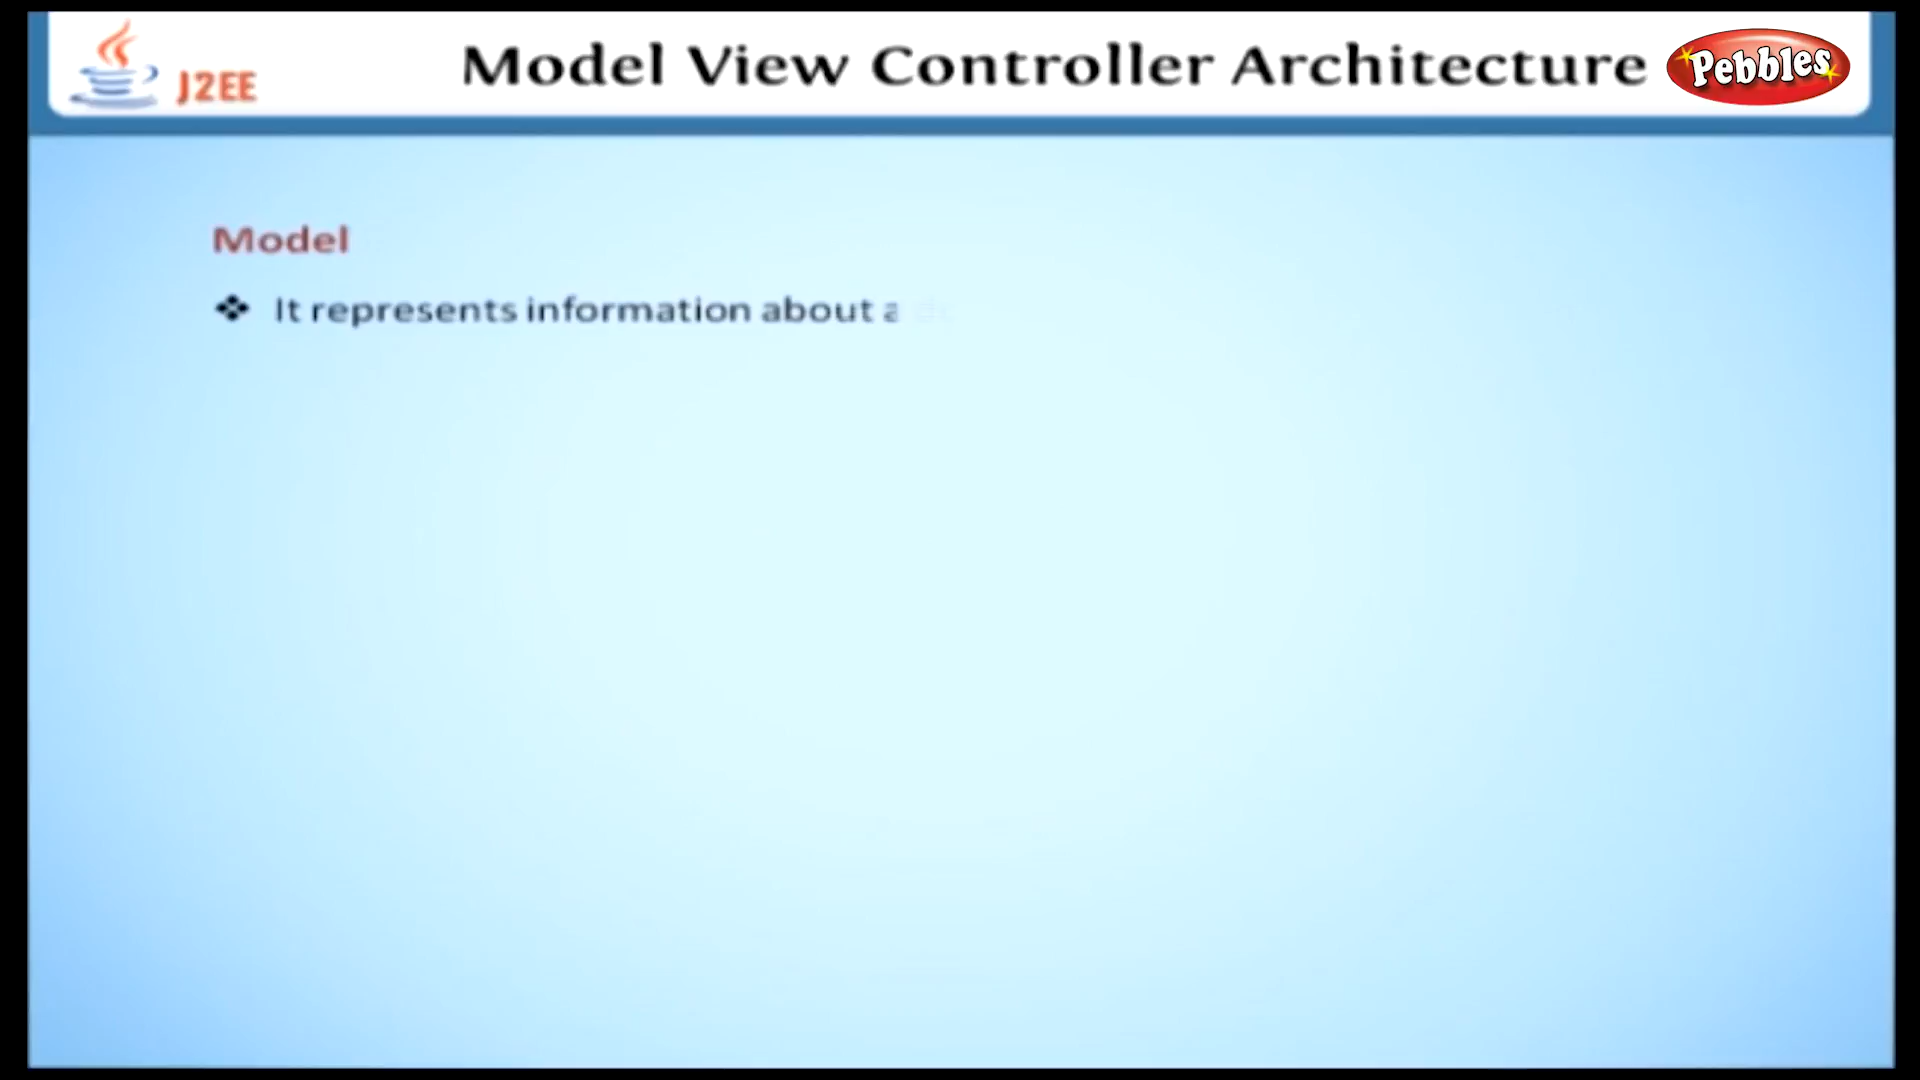 J2EE
Model View Controller Architecture
Pebbles
Model
❖ It represents information about a